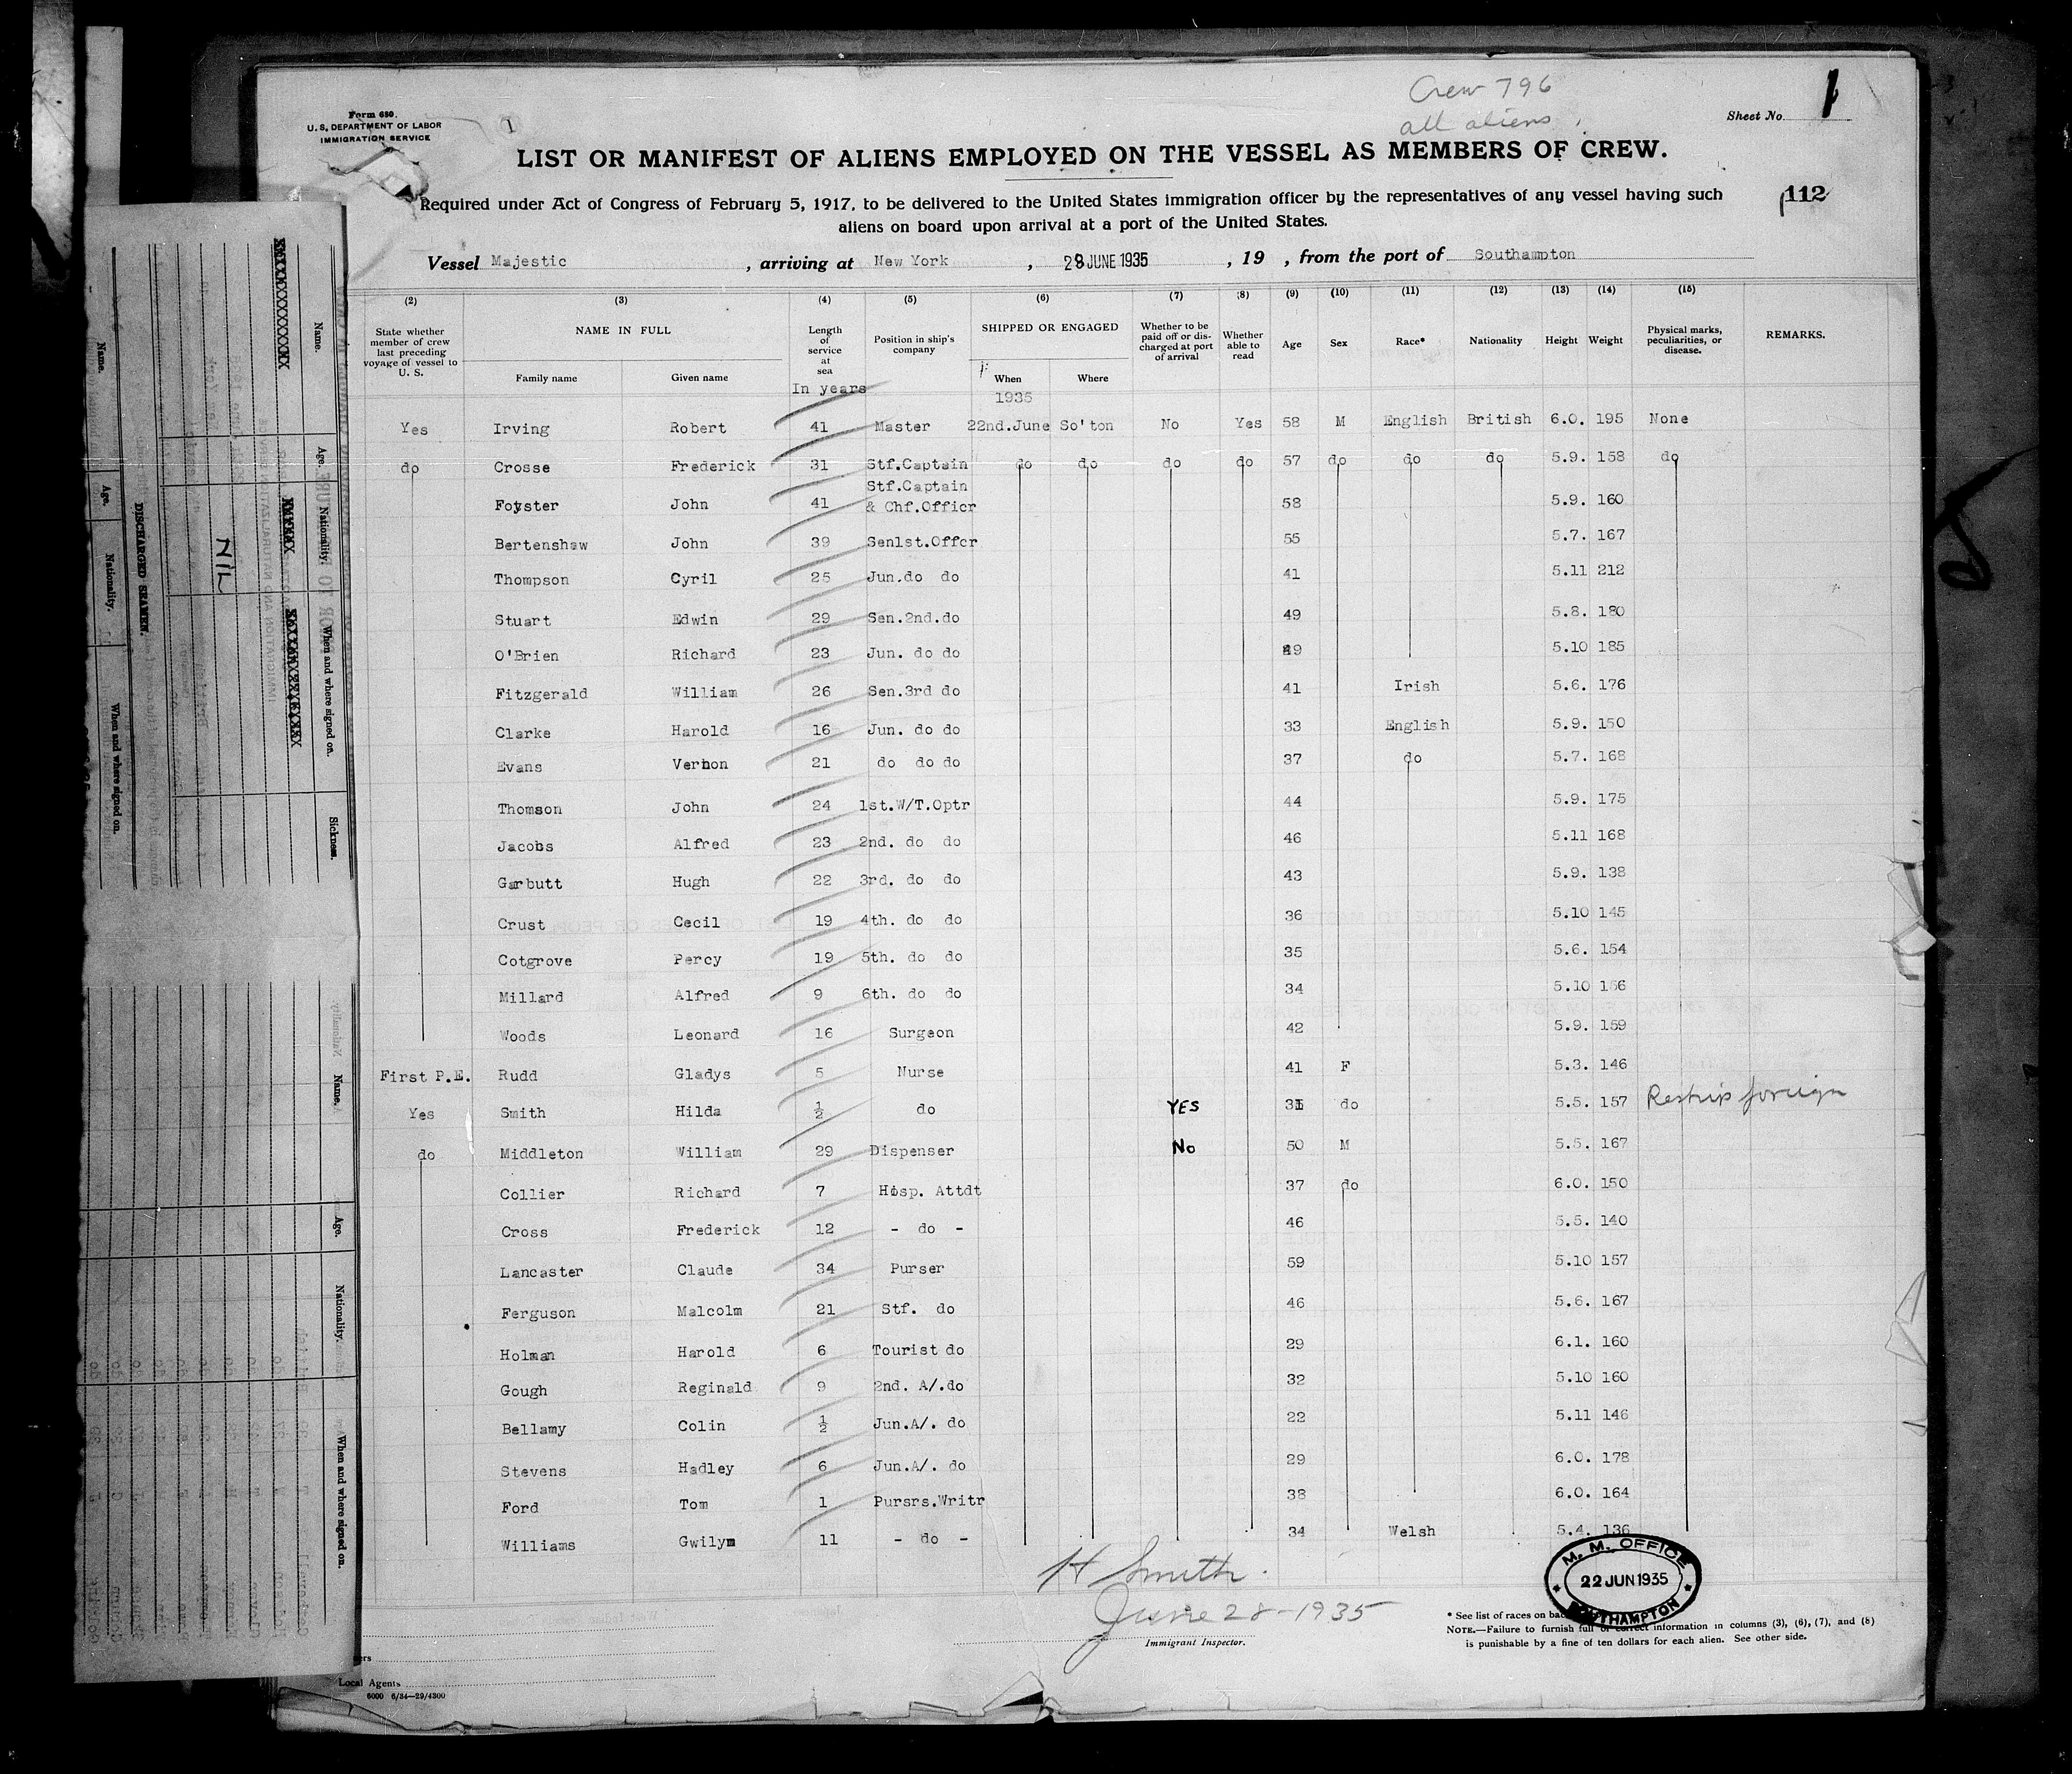 Crew 796
all aliens
Form 680.
U. S. DEPARTMENT OF LABOR
IMMIGRATION SERVICE
1
Sheet No. 1
LIST OR MANIFEST OF ALIENS EMPLOYED ON THE VESSEL AS MEMBERS OF CREW.
Required under Act of Congress of February 5, 1917, to be delivered to the United States immigration officer by the representatives of any vessel having such
aliens on board upon arrival at a port of the United States.
112
Vessel Majestic , arriving at New York , 28 JUNE 1935 , 19 , from the port of Southampton
(2) (3) (4) (5) (6) (7) (8) (9) (10) (11) (12) (13) (14) (15)
State whether member of crew last preceding voyage of vessel to U. S. NAME IN FULL Family name Given name Length of service at sea In years Position in ship's company SHIPPED OR ENGAGED When 1935 Where Whether to be paid off or discharged at port of arrival Whether able to read Age Sex Race* Nationality Height Weight Physical marks, peculiarities, or disease. REMARKS.
Yes Irving Robert 41 Master 22nd.June So'ton No Yes 58 M English British 6.0. 195 None
do Crosse Frederick 31 Stf.Captain do do do do 57 do do do 5.9. 158 do
Foyster John 41 Stf.Captain & Chf.Officr 58 5.9. 160
Bertenshaw John 39 Sen1st.Offcr 55 5.7. 167
Thompson Cyril 25 Jun.do do 41 5.11 212
Stuart Edwin 29 Sen.2nd.do 49 5.8. 180
O'Brien Richard 23 Jun. do do 5.10 185
Fitzgerald William 26 Sen.3rd do 41 Irish 5.6. 176
Clarke Harold 16 Jun. do do 33 English 5.9. 150
Evans Vernon 21 do do do 37 do 5.7. 168
Thomson John 24 1st.W/T.Optr 44 5.9. 175
Jacobs Alfred 23 2nd. do do 46 5.11 168
Garbutt Hugh 22 3rd. do do 43 5.9. 138
Crust Cecil 19 4th. do do 36 5.10 145
Cotgrove Percy 19 5th. do do 35 5.6. 154
Millard Alfred 9 6th. do do 34 5.10 156
Woods Leonard 16 Surgeon 42 5.9. 159
First P.E. Rudd Gladys 5 Nurse 41 F 5.3. 146
Yes Smith Hilda ½ do YES do 5.5. 157 Reship foreign
do Middleton William 29 Dispenser No 50 M 5.5. 167
Collier Richard 7 Hosp. Attdt 37 do 6.0. 150
Cross Frederick 12 - do - 46 5.5. 140
Lancaster Claude 34 Purser 59 5.10 157
Ferguson Malcolm 21 Stf. do 46 5.6. 167
Holman Harold 6 Tourist do 29 6.1. 160
Gough Reginald 9 2nd. A/.do 32 5.10 160
Bellamy Colin ½ Jun.A/. do 22 5.11 146
Stevens Hadley 6 Jun.A/. do 29 6.0. 178
Ford Tom 1 Pursrs.Writr 38 6.0. 164
Williams Gwilym 11 - do - 34 Welsh 5.4. 136
H Smith.
June 28-1935
Immigrant Inspector.
M. M. OFFICE
22 JUN 1935
SOUTHAMPTON
* See list of races on
NOTE.—Failure to furnish full or correct information in columns (3), (6), (7), and (8)
is punishable by a fine of ten dollars for each alien. See other side.
Local Agents
6000 6/34—29/4300
Name. Age. Nationality. When and where signed on. Sickness.
NIL
DISCHARGED SEAMEN.
Name. Age. Nationality. When and where signed on.
Name. Age. Nationality. When and where signed on.